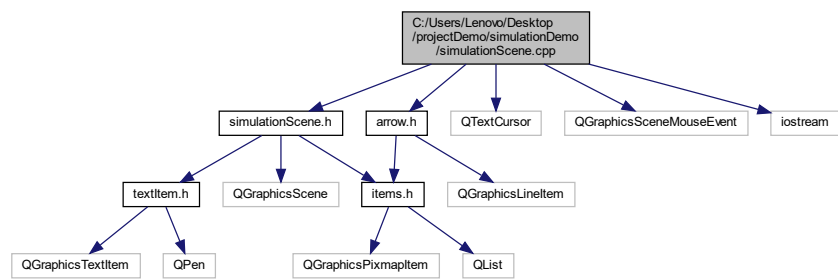 C:/Users/Lenovo/Desktop
/projectDemo/simulationDemo
/simulationScene.cpp
simulationScene.h
arrow.h
QTextCursor
QGraphicsSceneMouseEvent
iostream
textItem.h
QGraphicsScene
items.h
QGraphicsLineItem
QGraphicsTextItem
QPen
QGraphicsPixmapItem
QList